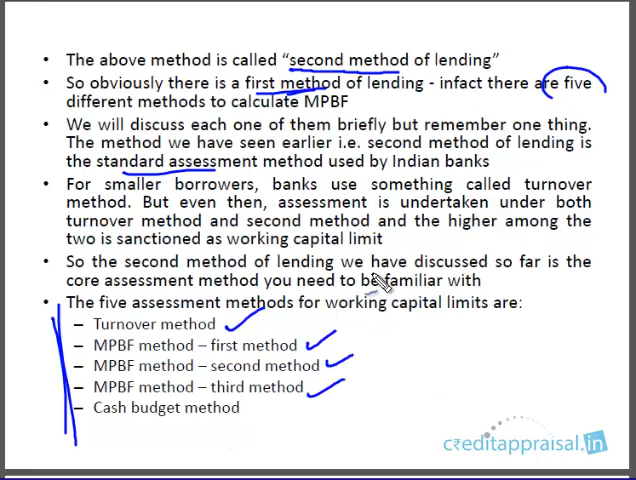 • The above method is called “second method of lending”
• So obviously there is a first method of lending - infact there are five
different methods to calculate MPBF
• We will discuss each one of them briefly but remember one thing.
The method we have seen earlier i.e. second method of lending is
the standard assessment method used by Indian banks
• For smaller borrowers, banks use something called turnover
method. But even then, assessment is undertaken under both
turnover method and second method and the higher among the
two is sanctioned as working capital limit
• So the second method of lending we have discussed so far is the
core assessment method you need to be familiar with
• The five assessment methods for working capital limits are:
– Turnover method
– MPBF method – first method
– MPBF method – second method
– MPBF method – third method
– Cash budget method
c₹editappraisal.in